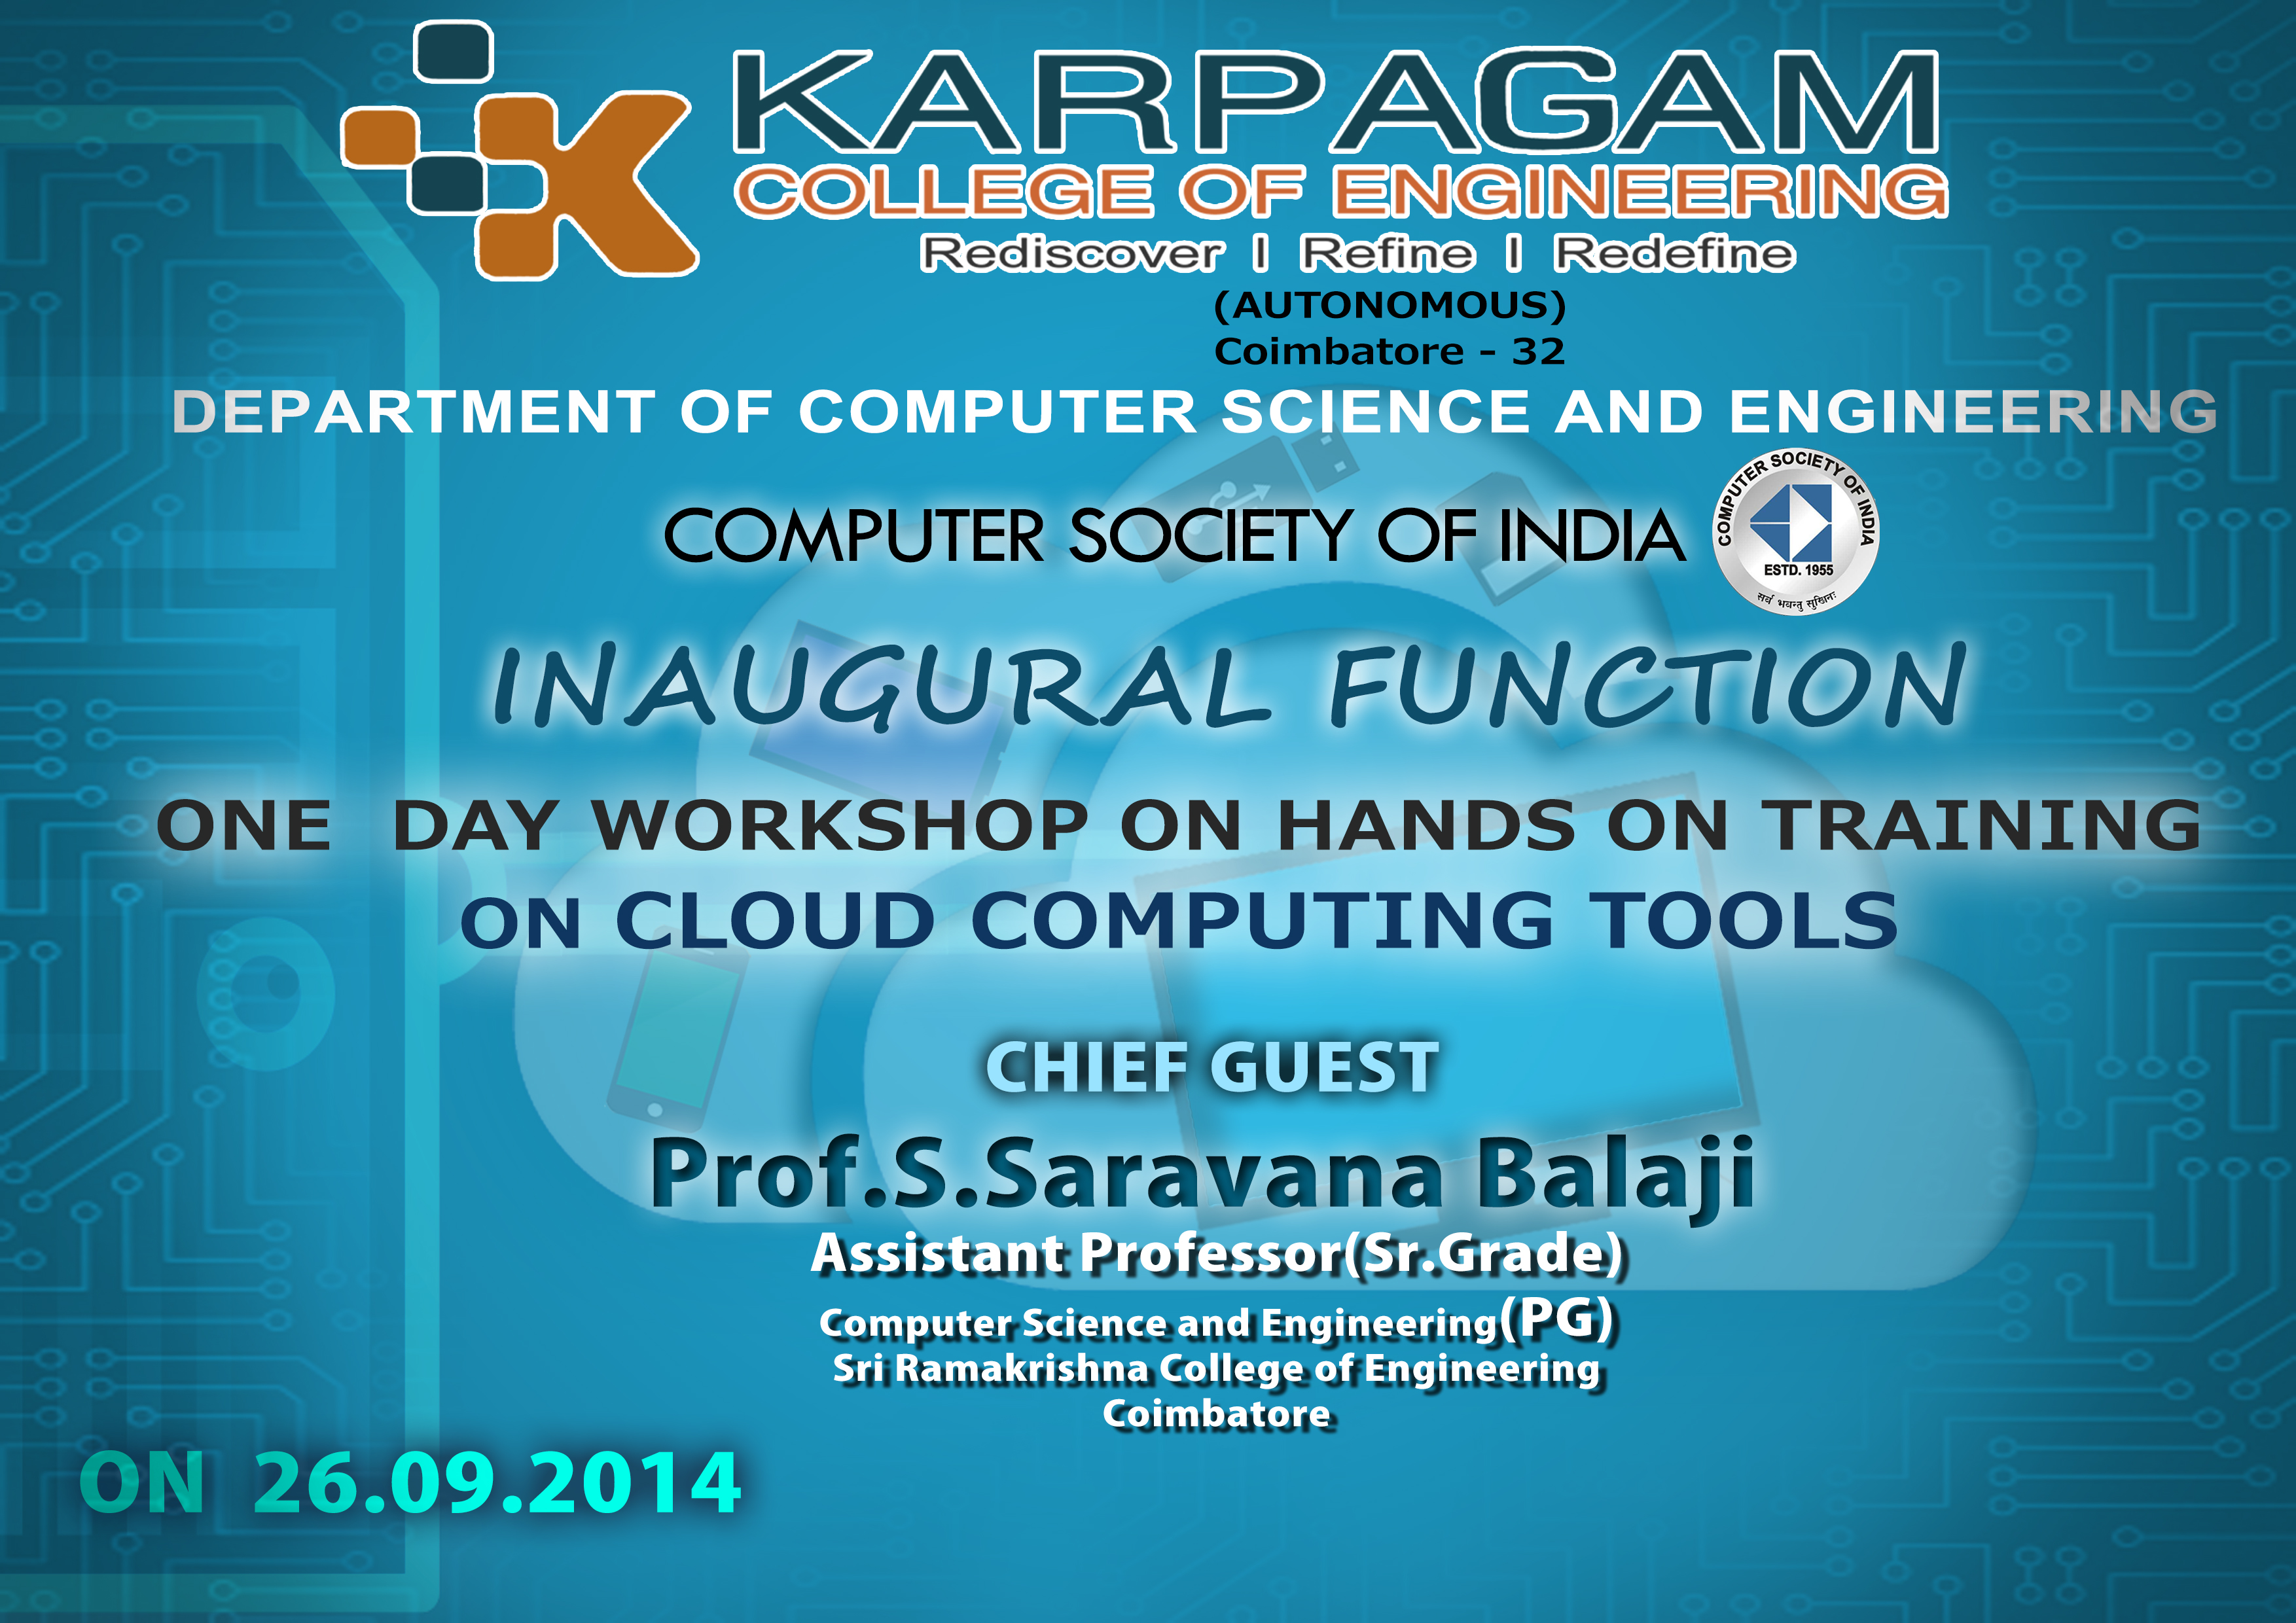 KARPAGAM
COLLEGE OF ENGINEERING
Rediscover | Refine | Redefine
(AUTONOMOUS)
Coimbatore - 32
DEPARTMENT OF COMPUTER SCIENCE AND ENGINEERING
COMPUTER SOCIETY OF INDIA
COMPUTER SOCIETY OF INDIA
ESTD. 1955
सर्वे भवन्तु सुखिनः
INAUGURAL FUNCTION
ONE DAY WORKSHOP ON HANDS ON TRAINING
ON CLOUD COMPUTING TOOLS
CHIEF GUEST
Prof.S.Saravana Balaji
Assistant Professor(Sr.Grade)
Computer Science and Engineering(PG)
Sri Ramakrishna College of Engineering
Coimbatore
ON 26.09.2014